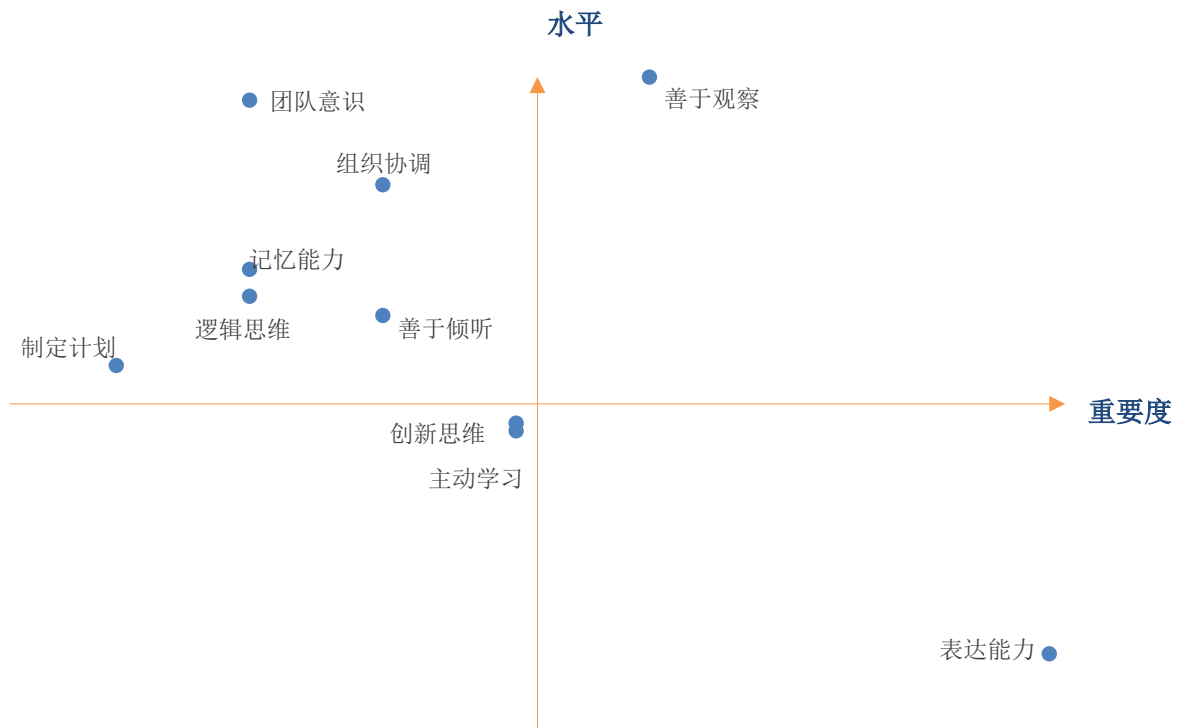 水平
善于观察
团队意识
组织协调
记忆能力
逻辑思维
善于倾听
制定计划
重要度
创新思维
主动学习
表达能力